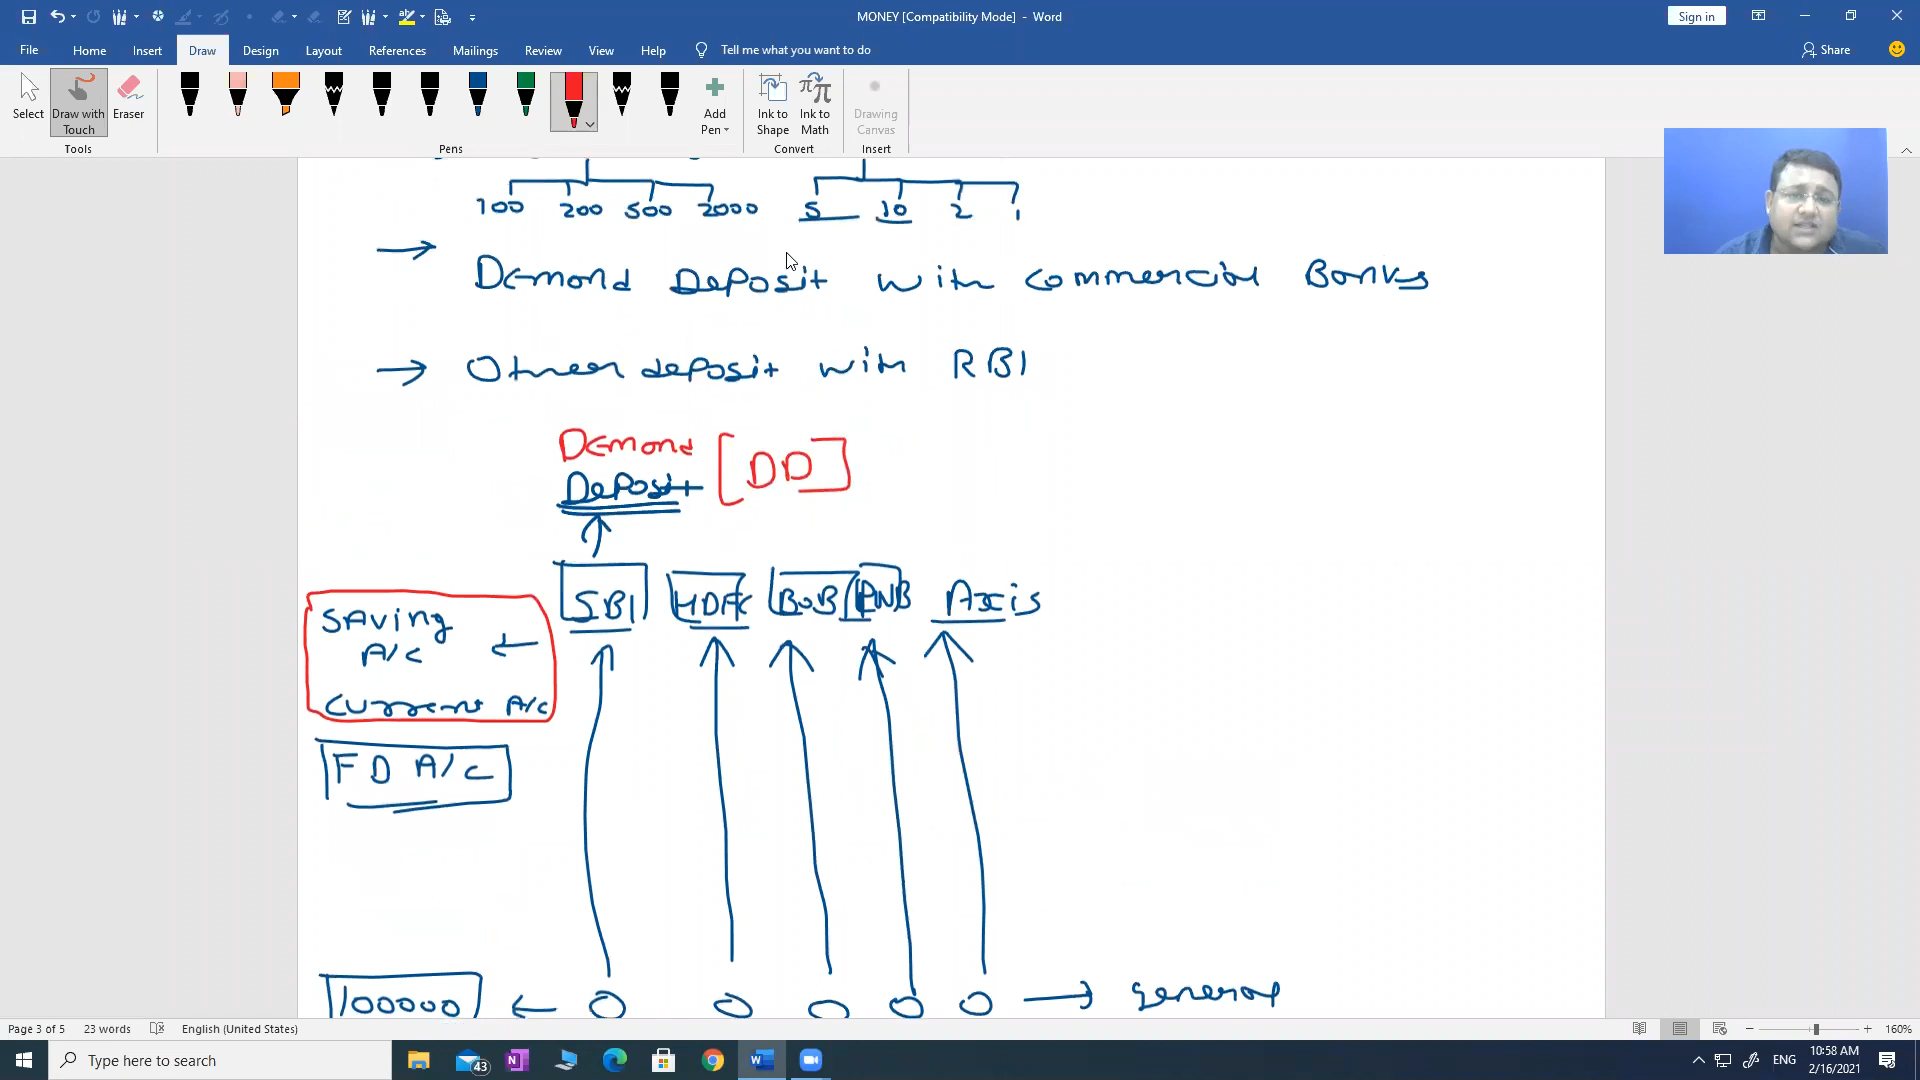 MONEY [Compatibility Mode] - Word
Sign in
File Home Insert Draw Design Layout References Mailings Review View Help Tell me what you want to do
Share
Select
Draw with Touch
Eraser
Add Pen
Ink to Shape
Ink to Math
Drawing Canvas
Tools
Pens
Convert
Insert
100 200 500 2000 5 10 2 1
→ Demand Deposit with commercial Banks
→ Other deposit with RBI
Demand
Deposit [DD]
SBI HDFC BOB PNB Axis
Saving A/c
Current A/c
FD A/c
100000 ← → general
Page 3 of 5 23 words English (United States) 160%
Type here to search
43
ENG
10:58 AM
2/16/2021